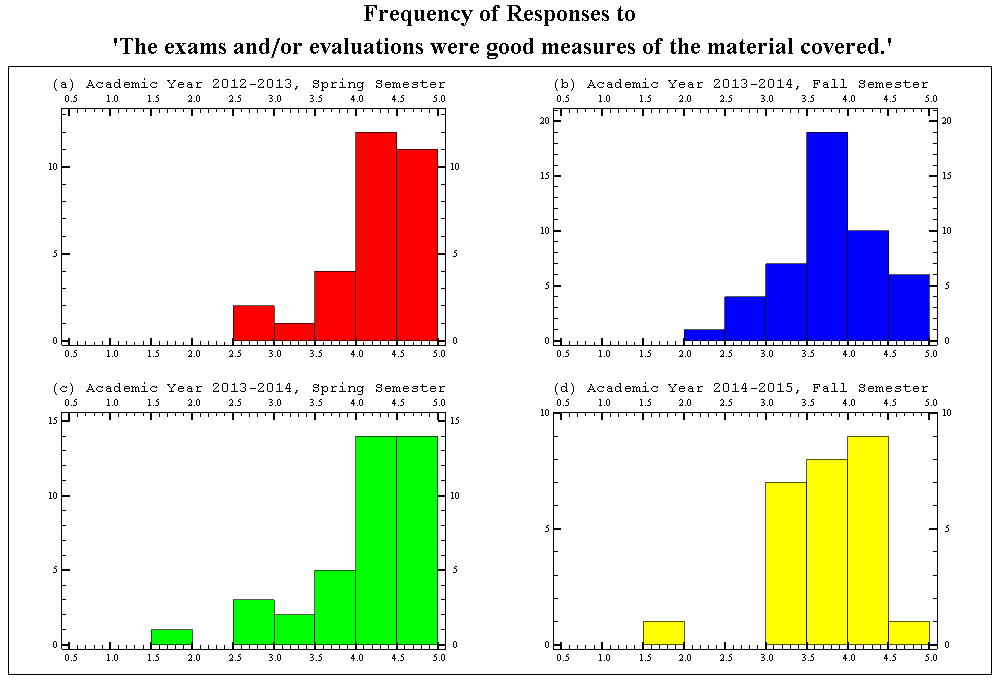 Frequency of Responses to
'The exams and/or evaluations were good measures of the material covered.'
(a) Academic Year 2012-2013, Spring Semester
0.5 1.0 1.5 2.0 2.5 3.0 3.5 4.0 4.5 5.0
10 10
5 5
0 0
0.5 1.0 1.5 2.0 2.5 3.0 3.5 4.0 4.5 5.0
(b) Academic Year 2013-2014, Fall Semester
0.5 1.0 1.5 2.0 2.5 3.0 3.5 4.0 4.5 5.0
20 20
15 15
10 10
5 5
0 0
0.5 1.0 1.5 2.0 2.5 3.0 3.5 4.0 4.5 5.0
(c) Academic Year 2013-2014, Spring Semester
0.5 1.0 1.5 2.0 2.5 3.0 3.5 4.0 4.5 5.0
15 15
10 10
5 5
0 0
0.5 1.0 1.5 2.0 2.5 3.0 3.5 4.0 4.5 5.0
(d) Academic Year 2014-2015, Fall Semester
0.5 1.0 1.5 2.0 2.5 3.0 3.5 4.0 4.5 5.0
10 10
5 5
0 0
0.5 1.0 1.5 2.0 2.5 3.0 3.5 4.0 4.5 5.0